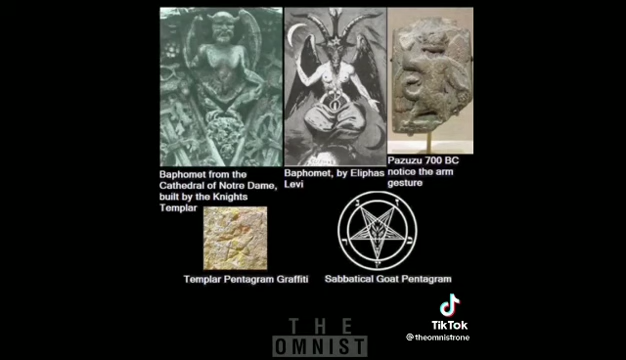 Baphomet from the
Cathedral of Notre Dame,
built by the Knights
Templar
Baphomet, by Eliphas
Levi
Pazuzu 700 BC
notice the arm
gesture
Templar Pentagram Graffiti
Sabbatical Goat Pentagram
THE
OMNIST
TikTok
@theomnistrone